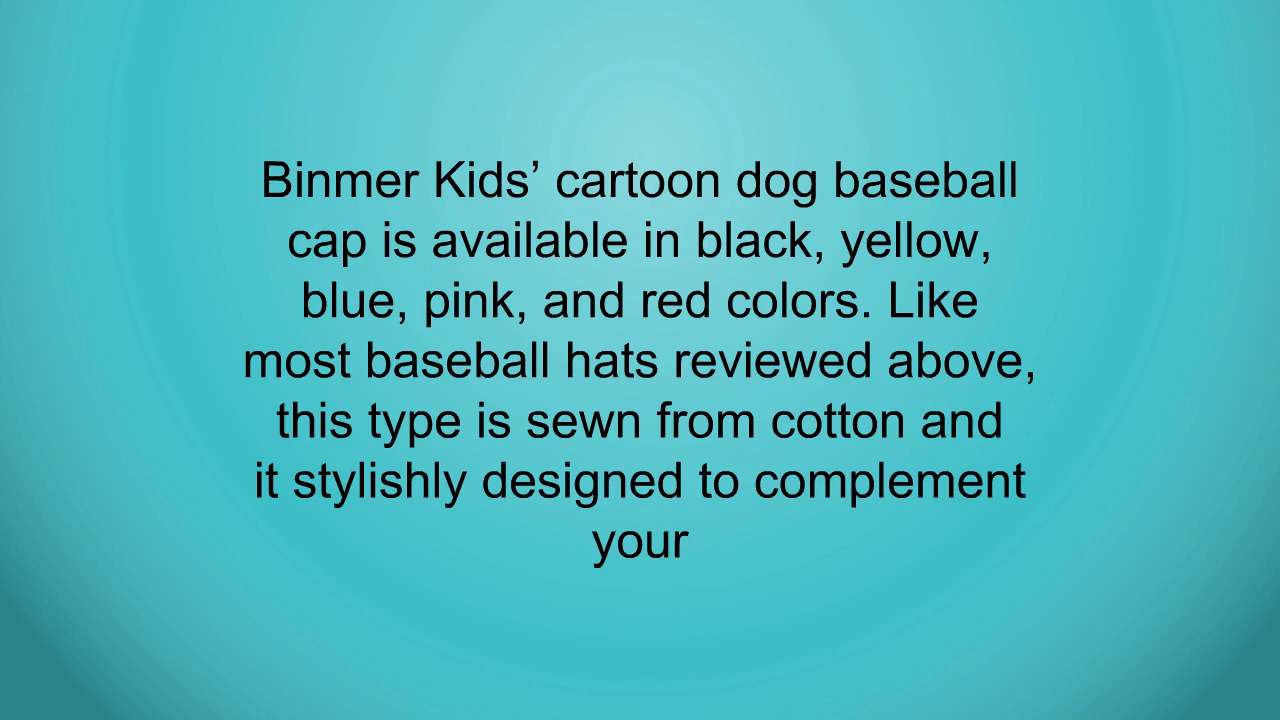 Binmer Kids’ cartoon dog baseball
cap is available in black, yellow,
blue, pink, and red colors. Like
most baseball hats reviewed above,
this type is sewn from cotton and
it stylishly designed to complement
your